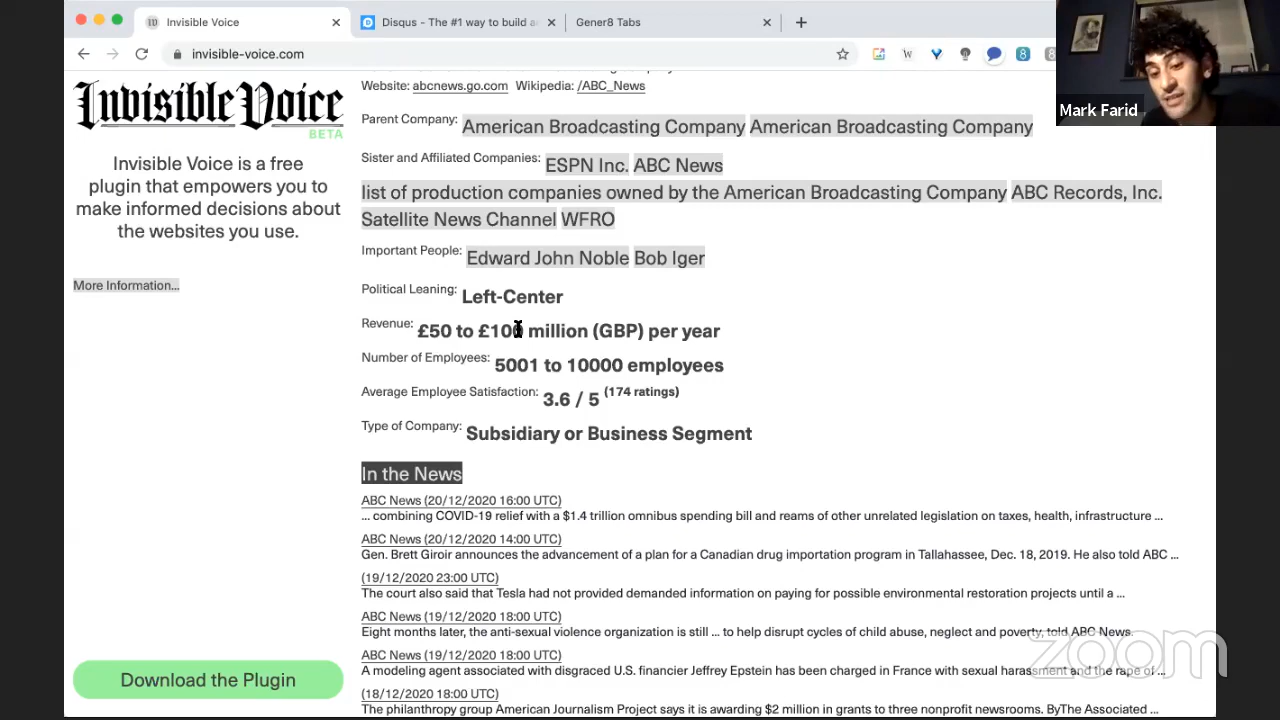 Invisible Voice
Disqus - The #1 way to build a
Gener8 Tabs
invisible-voice.com
Mark Farid
Invisible Voice
BETA
Invisible Voice is a free
plugin that empowers you to
make informed decisions about
the websites you use.
More Information...
Download the Plugin
Website: abcnews.go.com Wikipedia: /ABC_News
Parent Company: American Broadcasting Company American Broadcasting Company
Sister and Affiliated Companies: ESPN Inc. ABC News
list of production companies owned by the American Broadcasting Company ABC Records, Inc.
Satellite News Channel WFRO
Important People: Edward John Noble Bob Iger
Political Leaning: Left-Center
Revenue: £50 to £100 million (GBP) per year
Number of Employees: 5001 to 10000 employees
Average Employee Satisfaction: 3.6 / 5 (174 ratings)
Type of Company: Subsidiary or Business Segment
In the News
ABC News (20/12/2020 16:00 UTC)
... combining COVID-19 relief with a $1.4 trillion omnibus spending bill and reams of other unrelated legislation on taxes, health, infrastructure ...
ABC News (20/12/2020 14:00 UTC)
Gen. Brett Giroir announces the advancement of a plan for a Canadian drug importation program in Tallahassee, Dec. 18, 2019. He also told ABC ...
(19/12/2020 23:00 UTC)
The court also said that Tesla had not provided demanded information on paying for possible environmental restoration projects until a ...
ABC News (19/12/2020 18:00 UTC)
Eight months later, the anti-sexual violence organization is still ... to help disrupt cycles of child abuse, neglect and poverty, told ABC News.
ABC News (19/12/2020 18:00 UTC)
A modeling agent associated with disgraced U.S. financier Jeffrey Epstein has been charged in France with sexual harassment and the rape of ...
(18/12/2020 18:00 UTC)
The philanthropy group American Journalism Project says it is awarding $2 million in grants to three nonprofit newsrooms. ByThe Associated ...
zoom